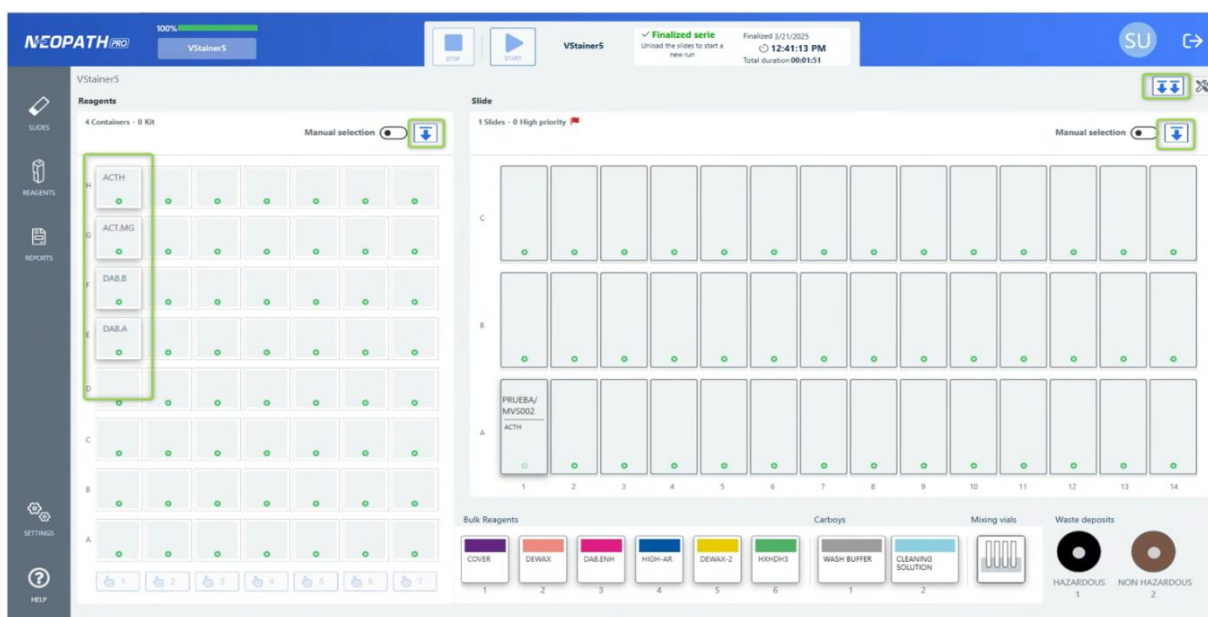 NEOPATH PRO
100%
VStainer5
STOP
START
VStainer5
✓ Finalized serie
Unload the slides to start a
new run
Finalized 3/21/2025
12:41:13 PM
Total duration 00:01:51
SU
SLIDES
REAGENTS
REPORTS
SETTINGS
HELP
VStainer5
Reagents
4 Containers - 0 Kit
Manual selection
H
ACTH
G
ACT.MG
F
DAB.B
E
DAB.A
D
C
B
A
1 2 3 4 5 6 7
Slide
1 Slides - 0 High priority
Manual selection
C
B
A
PRUEBA/
MVS002
ACTH
1 2 3 4 5 6 7 8 9 10 11 12 13 14
Bulk Reagents
COVER
DEWAX
DAB.ENH
HIGH-AR
DEWAX-2
HXHDH3
1 2 3 4 5 6
Carboys
WASH BUFFER
CLEANING
SOLUTION
1 2
Mixing vials
Waste deposits
HAZARDOUS
1
NON HAZARDOUS
2